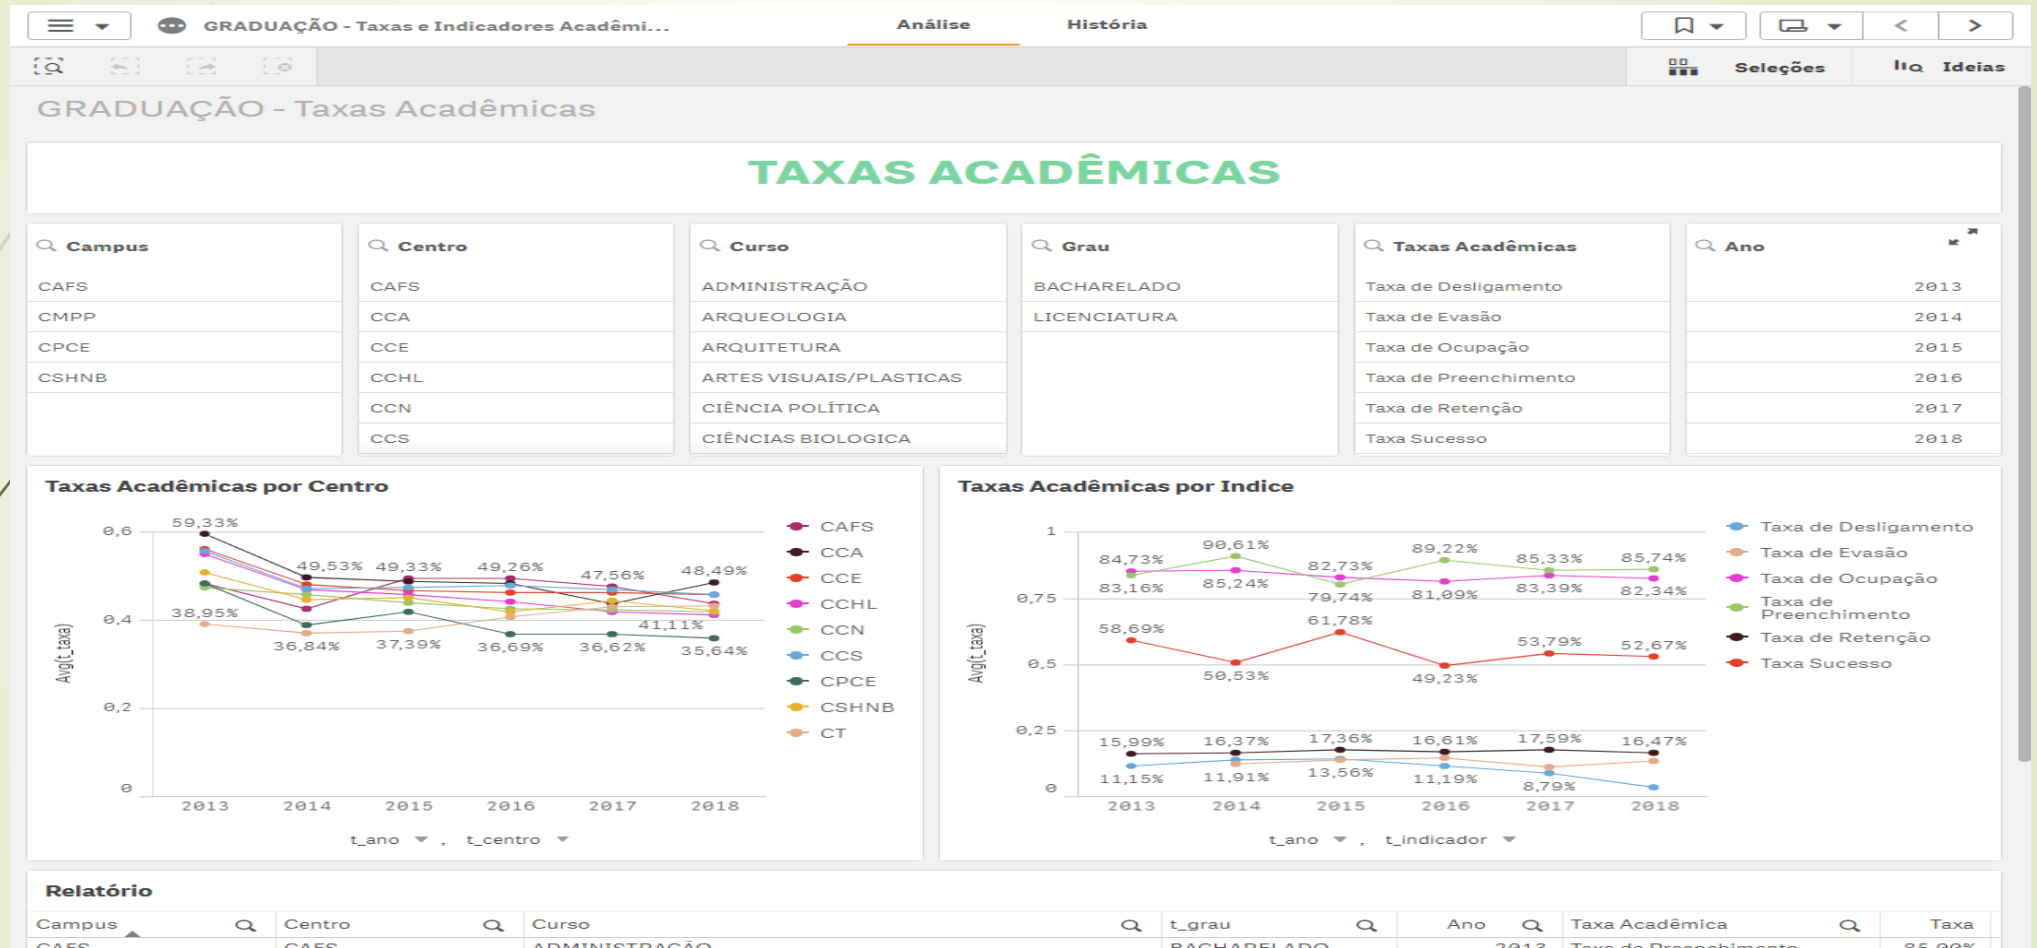 GRADUAÇÃO - Taxas e Indicadores Acadêmi...
Análise
História
Seleções
Ideias
GRADUAÇÃO - Taxas Acadêmicas
TAXAS ACADÊMICAS
Campus
CAFS
CMPP
CPCE
CSHNB
Centro
CAFS
CCA
CCE
CCHL
CCN
CCS
Curso
ADMINISTRAÇÃO
ARQUEOLOGIA
ARQUITETURA
ARTES VISUAIS/PLASTICAS
CIÊNCIA POLÍTICA
CIÊNCIAS BIOLOGICA
Grau
BACHARELADO
LICENCIATURA
Taxas Acadêmicas
Taxa de Desligamento
Taxa de Evasão
Taxa de Ocupação
Taxa de Preenchimento
Taxa de Retenção
Taxa Sucesso
Ano
2013
2014
2015
2016
2017
2018
Taxas Acadêmicas por Centro
Avg(t_taxa)
0,6
0,4
0,2
0
59,33%
49,53% 49,33% 49,26% 47,56% 48,49%
38,95%
36,84% 37,39% 36,69% 36,62% 41,11% 35,64%
2013 2014 2015 2016 2017 2018
t_ano , t_centro
CAFS
CCA
CCE
CCHL
CCN
CCS
CPCE
CSHNB
CT
Taxas Acadêmicas por Indice
Avg(t_taxa)
1
0,75
0,5
0,25
0
84,73% 90,61% 82,73% 89,22% 85,33% 85,74%
83,16% 85,24% 79,74% 81,09% 83,39% 82,34%
58,69% 50,53% 61,78% 49,23% 53,79% 52,67%
15,99% 16,37% 17,36% 16,61% 17,59% 16,47%
11,15% 11,91% 13,56% 11,19% 8,79%
2013 2014 2015 2016 2017 2018
t_ano , t_indicador
Taxa de Desligamento
Taxa de Evasão
Taxa de Ocupação
Taxa de
Preenchimento
Taxa de Retenção
Taxa Sucesso
Relatório
Campus Centro Curso t_grau Ano Taxa Acadêmica Taxa
CAFS CAFS ADMINISTRAÇÃO BACHARELADO 2013 Taxa de Preenchimento 85,00%